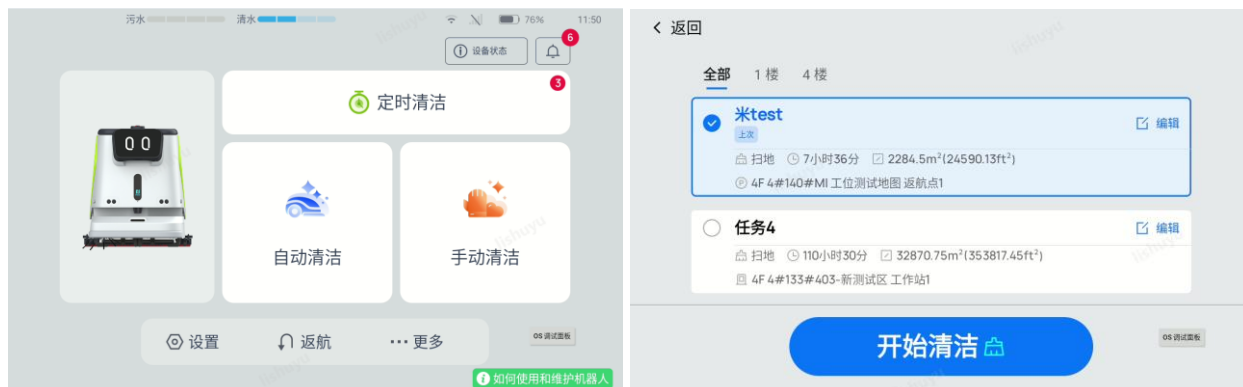 污水 清水 76% 11:50
设备状态 6
定时清洁 3
自动清洁
手动清洁
设置 返航 ··· 更多
OS 调试面板
如何使用和维护机器人
lishuyu
返回
全部 1楼 4楼
米test
编辑
上次
扫地 7小时36分 2284.5m²(24590.13ft²)
4F 4#140#MI 工位测试地图 返航点1
任务4
编辑
扫地 110小时30分 32870.75m²(353817.45ft²)
4F 4#133#403-新测试区 工作站1
开始清洁
OS 调试面板
lishuyu